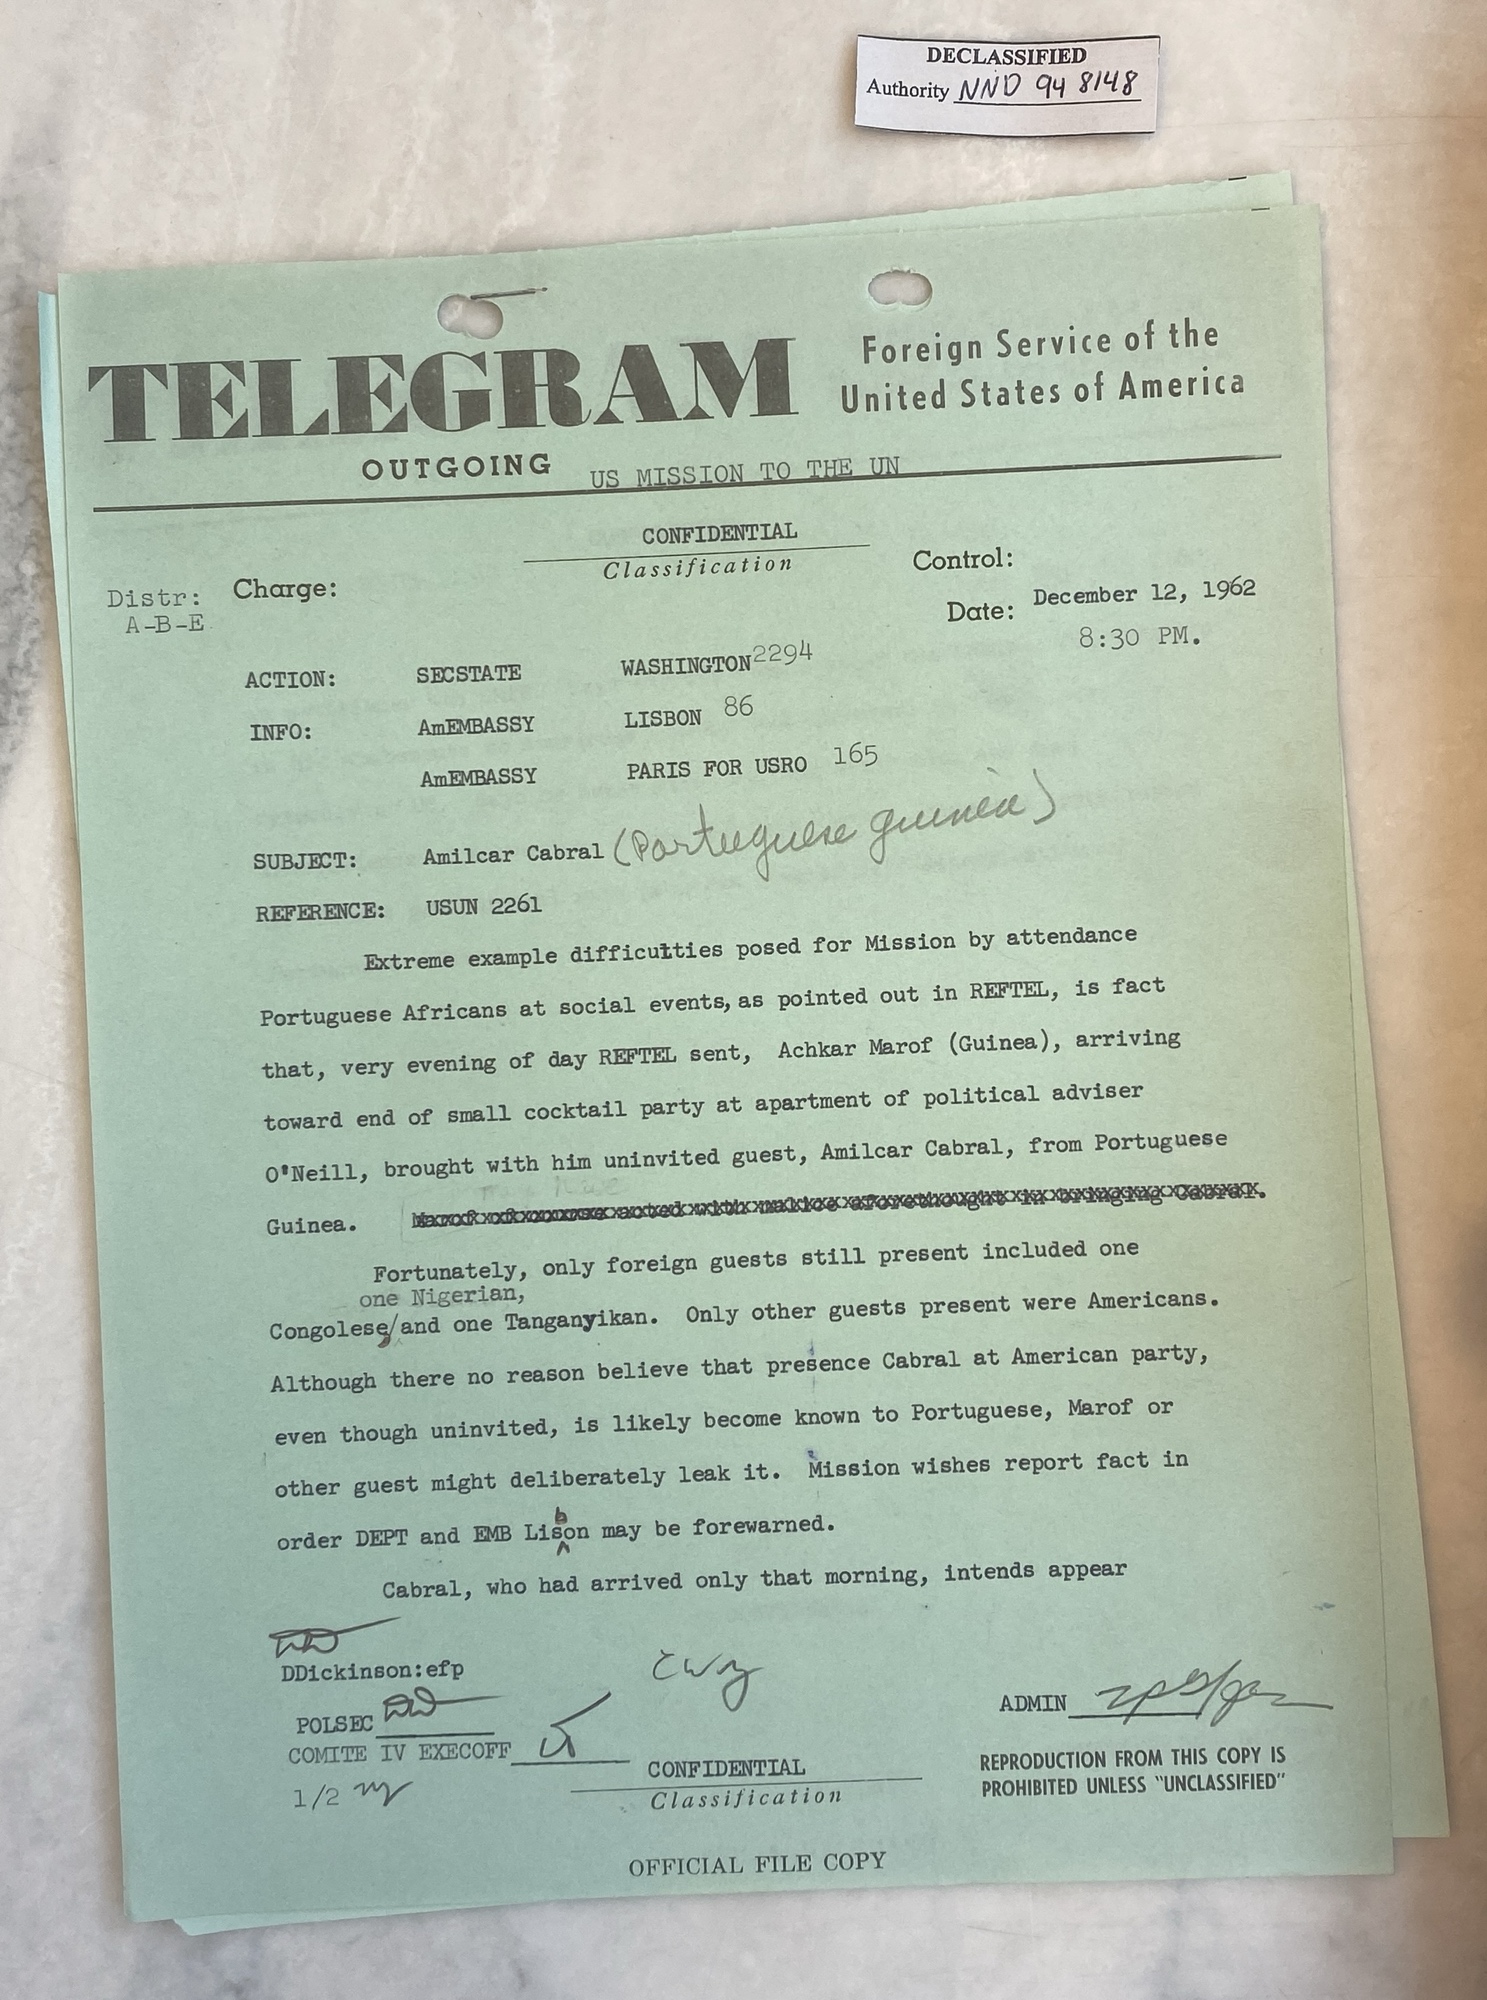 DECLASSIFIED
Authority NND 948148
TELEGRAM
Foreign Service of the
United States of America
OUTGOING US MISSION TO THE UN
CONFIDENTIAL
Classification
Control:
Distr:
A-B-E
Charge:
Date: December 12, 1962
8:30 PM.
ACTION: SECSTATE WASHINGTON 2294
INFO: AmEMBASSY LISBON 86
AmEMBASSY PARIS FOR USRO 165
SUBJECT: Amilcar Cabral (Portuguese guinea)
REFERENCE: USUN 2261
Extreme example difficulties posed for Mission by attendance
Portuguese Africans at social events, as pointed out in REFTEL, is fact
that, very evening of day REFTEL sent, Achkar Marof (Guinea), arriving
toward end of small cocktail party at apartment of political adviser
O'Neill, brought with him uninvited guest, Amilcar Cabral, from Portuguese
Guinea. Marof of course acted with malice aforethought in bringing Cabral.
Fortunately, only foreign guests still present included one
one Nigerian,
Congolese,/and one Tanganyikan. Only other guests present were Americans.
Although there no reason believe that presence Cabral at American party,
even though uninvited, is likely become known to Portuguese, Marof or
other guest might deliberately leak it. Mission wishes report fact in
order DEPT and EMB Lisbon may be forewarned.
Cabral, who had arrived only that morning, intends appear
DDickinson:efp
POLSEC
COMITE IV EXECOFF
1/2
ADMIN
CONFIDENTIAL
Classification
REPRODUCTION FROM THIS COPY IS
PROHIBITED UNLESS "UNCLASSIFIED"
OFFICIAL FILE COPY